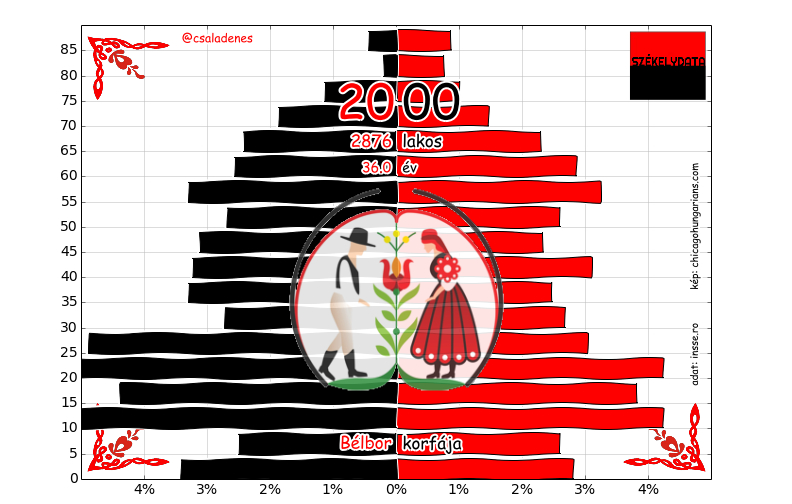 @csaladenes
SZÉKELYDATA
2000
2876 lakos
36.0 év
kép: chicagohungarians.com
adat: insse.ro
Bélbor korfája
85
80
75
70
65
60
55
50
45
40
35
30
25
20
15
10
5
0
4% 3% 2% 1% 0% 1% 2% 3% 4%